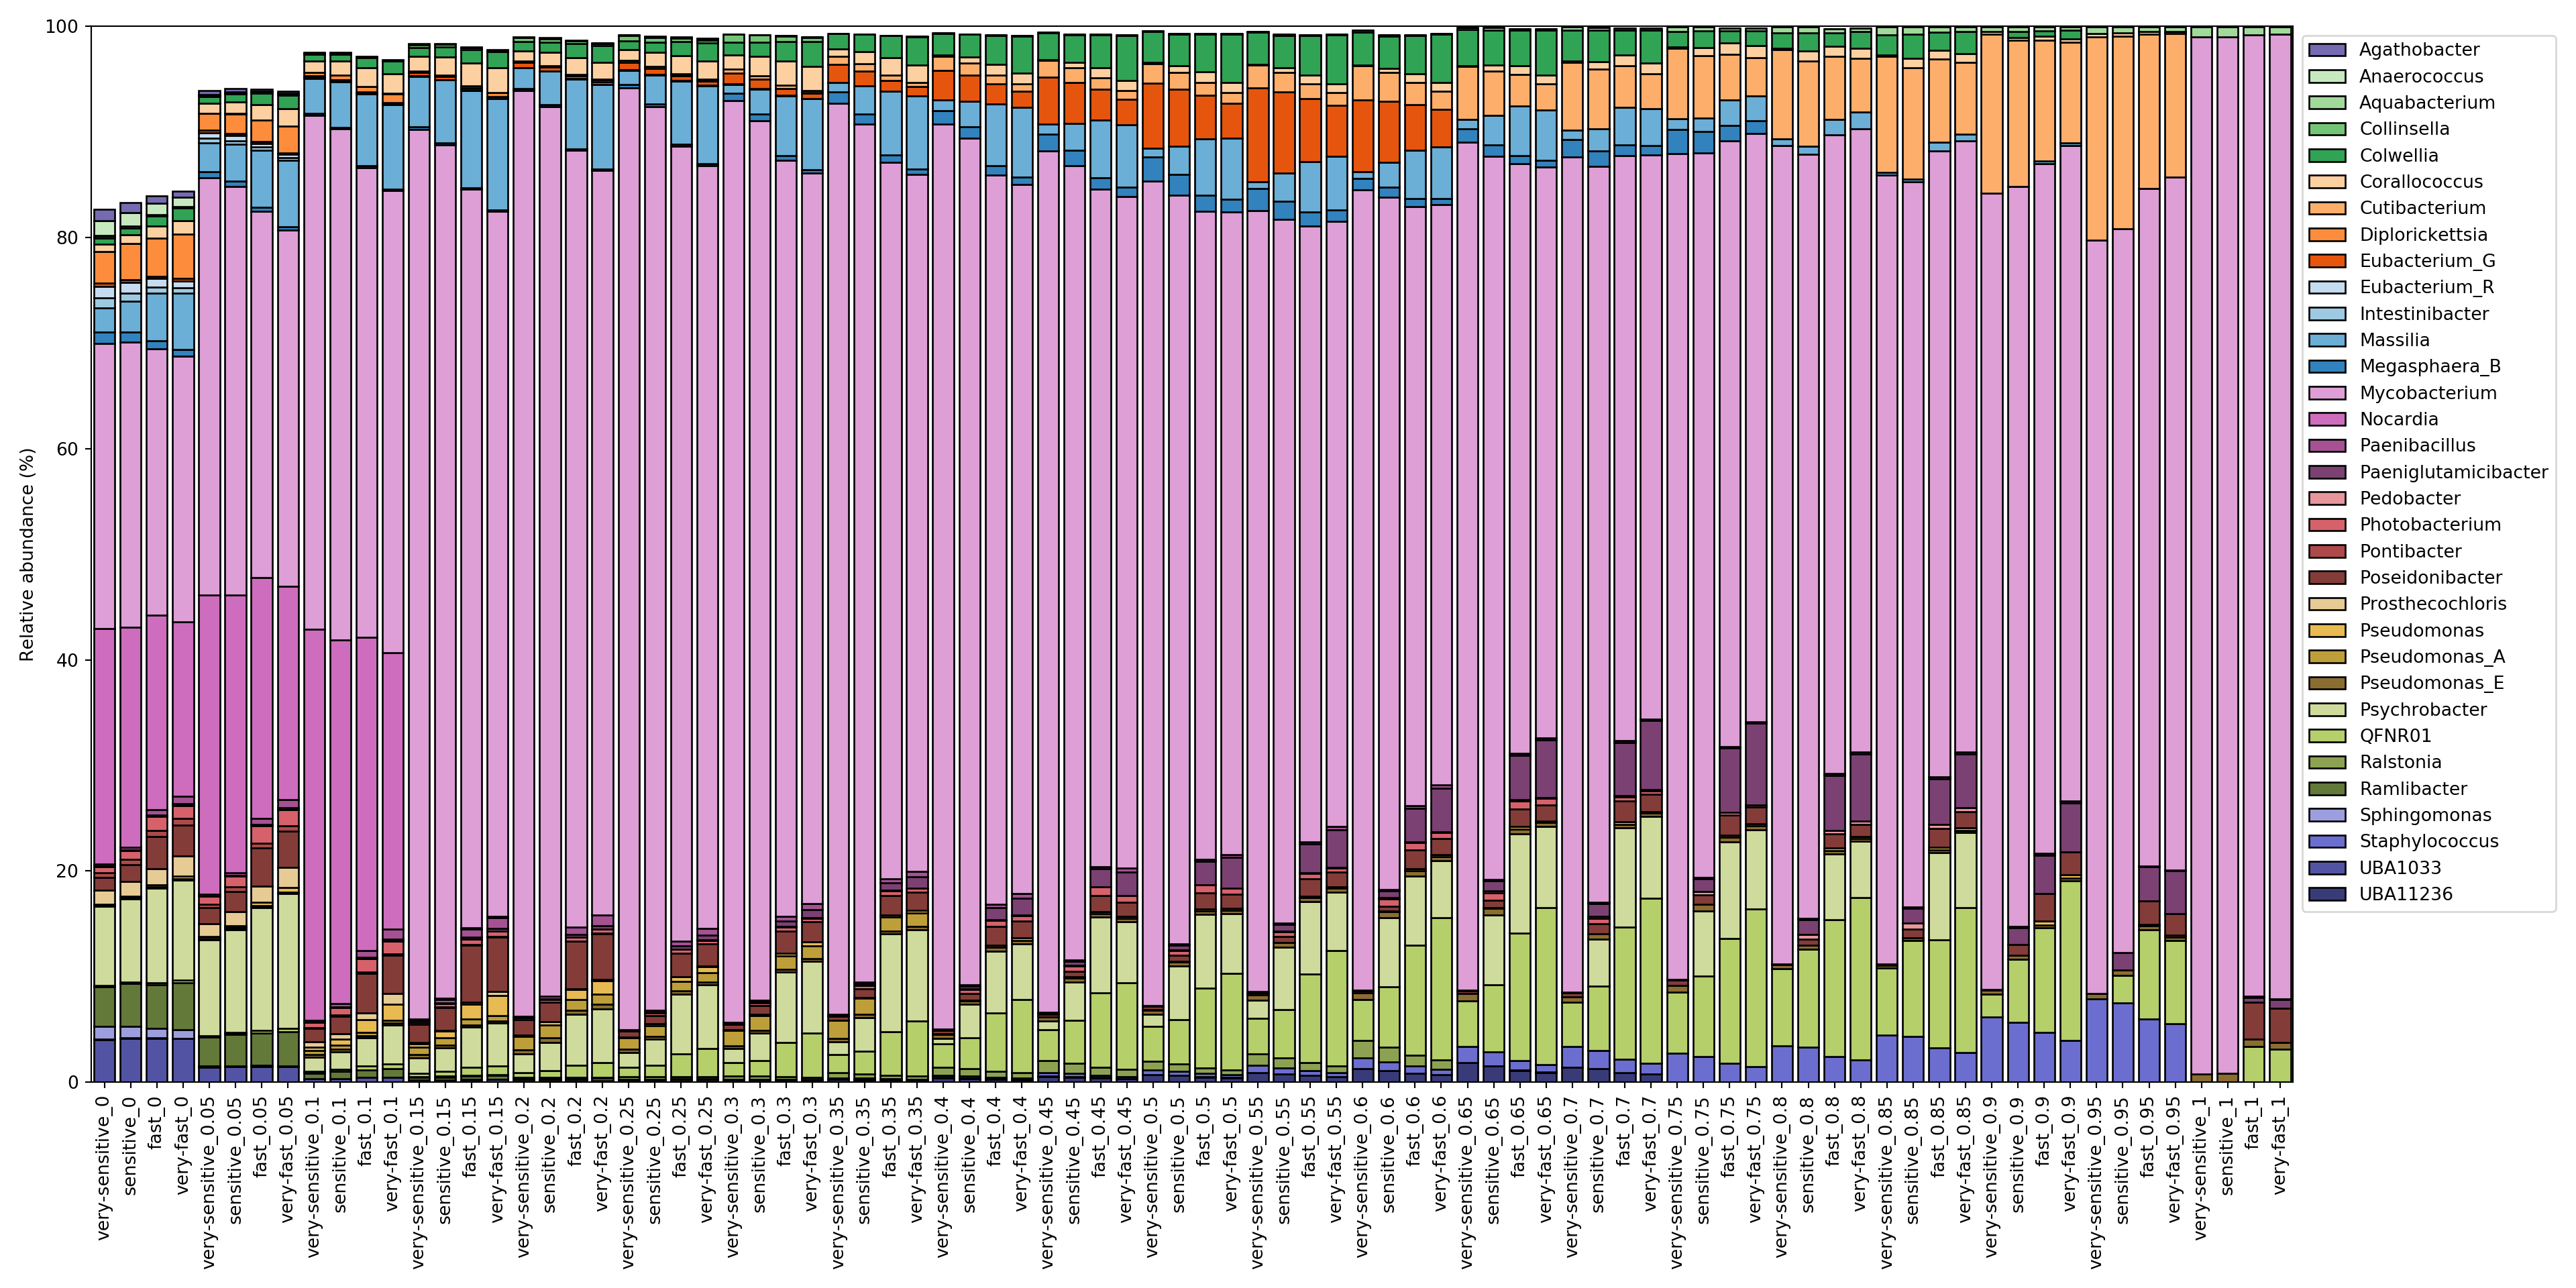 Relative abundance (%)
100
80
60
40
20
0
very-sensitive_0
sensitive_0
fast_0
very-fast_0
very-sensitive_0.05
sensitive_0.05
fast_0.05
very-fast_0.05
very-sensitive_0.1
sensitive_0.1
fast_0.1
very-fast_0.1
very-sensitive_0.15
sensitive_0.15
fast_0.15
very-fast_0.15
very-sensitive_0.2
sensitive_0.2
fast_0.2
very-fast_0.2
very-sensitive_0.25
sensitive_0.25
fast_0.25
very-fast_0.25
very-sensitive_0.3
sensitive_0.3
fast_0.3
very-fast_0.3
very-sensitive_0.35
sensitive_0.35
fast_0.35
very-fast_0.35
very-sensitive_0.4
sensitive_0.4
fast_0.4
very-fast_0.4
very-sensitive_0.45
sensitive_0.45
fast_0.45
very-fast_0.45
very-sensitive_0.5
sensitive_0.5
fast_0.5
very-fast_0.5
very-sensitive_0.55
sensitive_0.55
fast_0.55
very-fast_0.55
very-sensitive_0.6
sensitive_0.6
fast_0.6
very-fast_0.6
very-sensitive_0.65
sensitive_0.65
fast_0.65
very-fast_0.65
very-sensitive_0.7
sensitive_0.7
fast_0.7
very-fast_0.7
very-sensitive_0.75
sensitive_0.75
fast_0.75
very-fast_0.75
very-sensitive_0.8
sensitive_0.8
fast_0.8
very-fast_0.8
very-sensitive_0.85
sensitive_0.85
fast_0.85
very-fast_0.85
very-sensitive_0.9
sensitive_0.9
fast_0.9
very-fast_0.9
very-sensitive_0.95
sensitive_0.95
fast_0.95
very-fast_0.95
very-sensitive_1
sensitive_1
fast_1
very-fast_1
Agathobacter
Anaerococcus
Aquabacterium
Collinsella
Colwellia
Corallococcus
Cutibacterium
Diplorickettsia
Eubacterium_G
Eubacterium_R
Intestinibacter
Massilia
Megasphaera_B
Mycobacterium
Nocardia
Paenibacillus
Paeniglutamicibacter
Pedobacter
Photobacterium
Pontibacter
Poseidonibacter
Prosthecochloris
Pseudomonas
Pseudomonas_A
Pseudomonas_E
Psychrobacter
QFNR01
Ralstonia
Ramlibacter
Sphingomonas
Staphylococcus
UBA1033
UBA11236